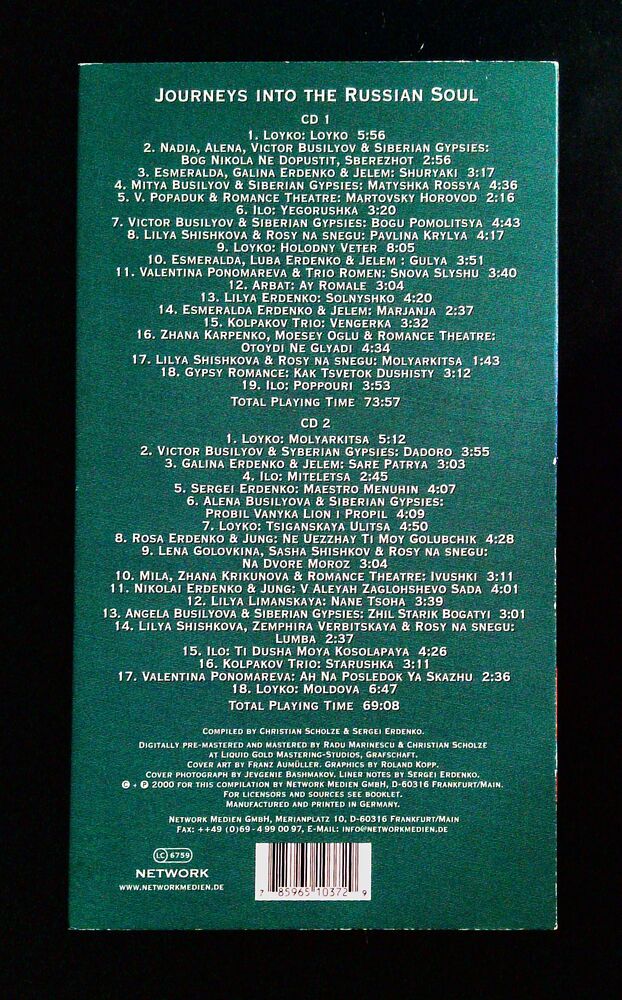 Journeys into the Russian Soul
CD 1
1. Loyko: Loyko 5:56
2. Nadia, Alena, Victor Busilyov & Siberian Gypsies:
Bog Nikola Ne Dopustit, Sberezhot 2:56
3. Esmeralda, Galina Erdenko & Jelem: Shuryaki 3:17
4. Mitya Busilyov & Siberian Gypsies: Matyshka Rossya 4:36
5. V. Popaduk & Romance Theatre: Martovsky Horovod 2:16
6. Ilo: Yegorushka 3:20
7. Victor Busilyov & Siberian Gypsies: Bogu Pomolitsya 4:43
8. Lilya Shishkova & Rosy na snegu: Pavlina Krylya 4:17
9. Loyko: Holodny Veter 8:05
10. Esmeralda, Luba Erdenko & Jelem : Gulya 3:51
11. Valentina Ponomareva & Trio Romen: Snova Slyshu 3:40
12. Arbat: Ay Romale 3:04
13. Lilya Erdenko: Solnyshko 4:20
14. Esmeralda Erdenko & Jelem: Marjanja 2:37
15. Kolpakov Trio: Vengerka 3:32
16. Zhana Karpenko, Moesey Oglu & Romance Theatre:
Otoydi Ne Glyadi 4:34
17. Lilya Shishkova & Rosy na snegu: Molyarkitsa 1:43
18. Gypsy Romance: Kak Tsvetok Dushisty 3:12
19. Ilo: Poppouri 3:53
Total Playing Time 73:57
CD 2
1. Loyko: Molyarkitsa 5:12
2. Victor Busilyov & Syberian Gypsies: Dadoro 3:55
3. Galina Erdenko & Jelem: Sare Patrya 3:03
4. Ilo: Miteletsa 2:45
5. Sergei Erdenko: Maestro Menuhin 4:07
6. Alena Busilyova & Siberian Gypsies:
Probil Vanyka Lion i Propil 4:09
7. Loyko: Tsiganskaya Ulitsa 4:50
8. Rosa Erdenko & Jung: Ne Uezzhay Ti Moy Golubchik 4:28
9. Lena Golovkina, Sasha Shishkov & Rosy na snegu:
Na Dvore Moroz 3:04
10. Mila, Zhana Krikunova & Romance Theatre: Ivushki 3:11
11. Nikolai Erdenko & Jung: V Aleyah Zaglohshevo Sada 4:01
12. Lilya Limanskaya: Nane Tsoha 3:39
13. Angela Busilyova & Siberian Gypsies: Zhil Starik Bogatyi 3:01
14. Lilya Shishkova, Zemphira Verbitskaya & Rosy na snegu:
Lumba 2:37
15. Ilo: Ti Dusha Moya Kosolapaya 4:26
16. Kolpakov Trio: Starushka 3:11
17. Valentina Ponomareva: Ah Na Posledok Ya Skazhu 2:36
18. Loyko: Moldova 6:47
Total Playing Time 69:08
Compiled by Christian Scholze & Sergei Erdenko.
Digitally pre-mastered and mastered by Radu Marinescu & Christian Scholze
at Liquid Gold Mastering-Studios, Grafschaft.
Cover art by Franz Aumüller. Graphics by Roland Kopp.
Cover photograph by Jevgenie Bashmakov. Liner notes by Sergei Erdenko.
© + ℗ 2000 for this compilation by Network Medien GmbH, D-60316 Frankfurt/Main.
For licensors and sources see booklet.
Manufactured and printed in Germany.
Network Medien GmbH, Merianplatz 10, D-60316 Frankfurt/Main
Fax: ++49 (0)69-4 99 00 97, E-Mail: info@networkmedien.de
LC 6759
NETWORK
www.networkmedien.de
7 85965 10372 9